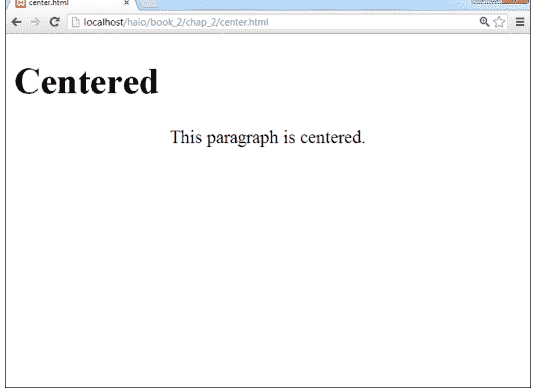 center.html
localhost/haio/book_2/chap_2/center.html
Centered
This paragraph is centered.